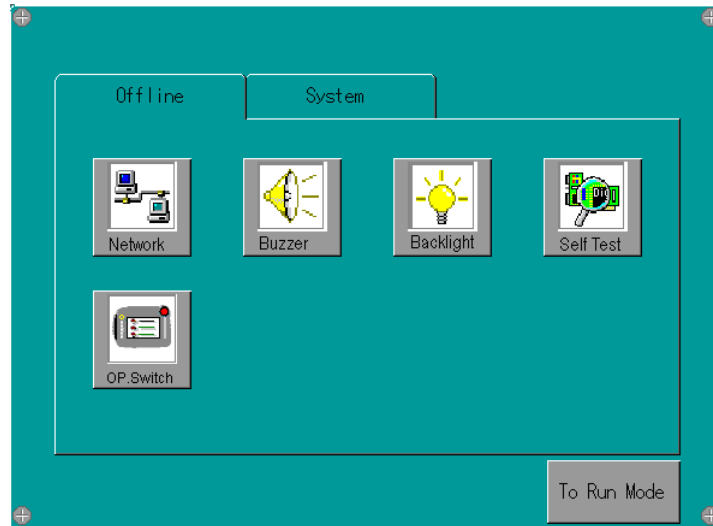 Offline System
Network Buzzer Backlight Self Test
OP.Switch
To Run Mode